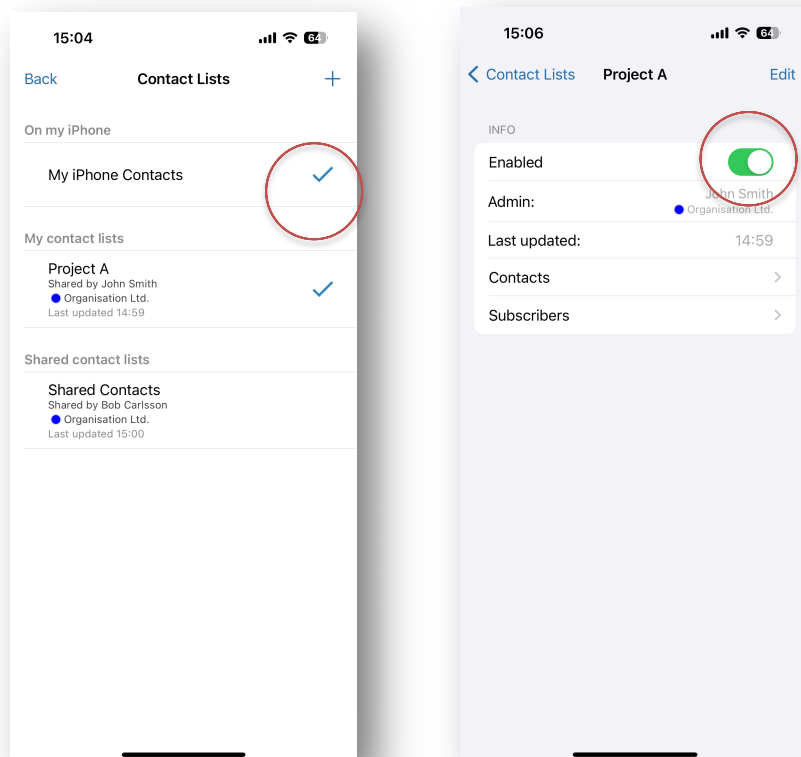 15:04
64
Back
Contact Lists
On my iPhone
My iPhone Contacts
My contact lists
Project A
Shared by John Smith
Organisation Ltd.
Last updated 14:59
Shared contact lists
Shared Contacts
Shared by Bob Carlsson
Organisation Ltd.
Last updated 15:00
15:06
64
Contact Lists
Project A
Edit
INFO
Enabled
Admin:
John Smith
Organisation Ltd.
Last updated:
14:59
Contacts
Subscribers